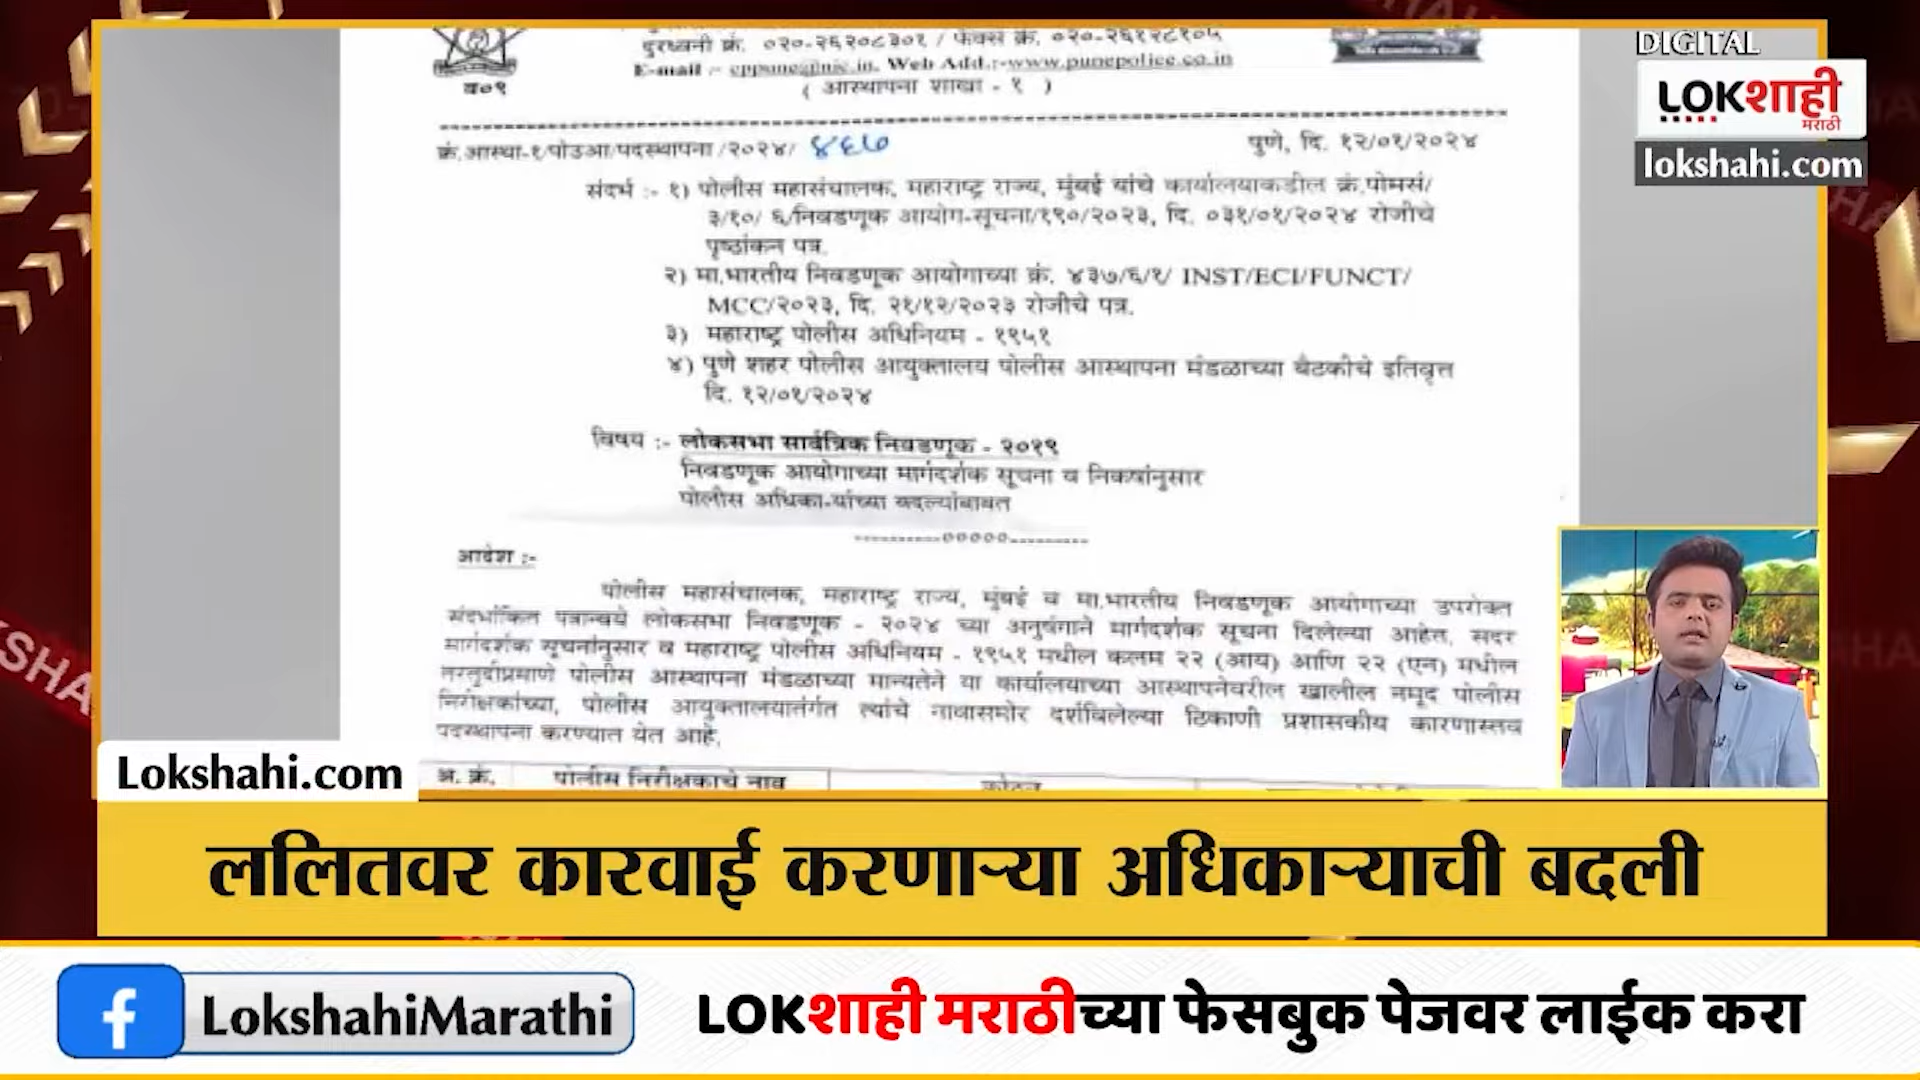 DIGITAL
LOKशाही
मराठी
lokshahi.com
दुरध्वनी क्रं. ०२०-२६२०८३०१ / फॅक्स क्रं. ०२०-२६१२८१०५
E-mail :- cppune@nic.in, Web Add.:-www.punepolice.co.in
( आस्थापना शाखा - १ )
क्रं.आस्था-१/पोउआ/पदस्थापना/२०२४/ ४६७
पुणे, दि. १२/०१/२०२४
संदर्भ :- १) पोलीस महासंचालक, महाराष्ट्र राज्य, मुंबई यांचे कार्यालयाकडील क्रं.पोमसं/
३/१०/ ६/निवडणूक आयोग-सूचना/१९०/२०२३, दि. ०३१/०१/२०२४ रोजीचे
पृष्ठांकन पत्र.
२) मा.भारतीय निवडणूक आयोगाच्या क्रं. ४३७/६/१/ INST/ECI/FUNCT/
MCC/२०२३, दि. २१/१२/२०२३ रोजीचे पत्र.
३) महाराष्ट्र पोलीस अधिनियम - १९५१
४) पुणे शहर पोलीस आयुक्तालय पोलीस आस्थापना मंडळाच्या बैटकीचे इतिवृत्त
दि. १२/०१/२०२४
विषय :- लोकसभा सार्वत्रिक निवडणूक - २०१९
निवडणूक आयोगाच्या मार्गदर्शक सूचना व निकषांनुसार
पोलीस अधिका-यांच्या बदल्यांबाबत
----------०००००---------
आदेश :-
पोलीस महासंचालक, महाराष्ट्र राज्य, मुंबई व मा.भारतीय निवडणूक आयोगाच्या उपरोक्त
संदर्भांकित पत्रान्वये लोकसभा निवडणूक - २०२४ च्या अनुषंगाने मार्गदर्शक सूचना दिलेल्या आहेत. सदर
मार्गदर्शक सूचनांनुसार व महाराष्ट्र पोलीस अधिनियम - १९५१ मधील कलम २२ (आय) आणि २२ (एन) मधील
तरतुदींप्रमाणे पोलीस आस्थापना मंडळाच्या मान्यतेने या कार्यालयाच्या आस्थापनेवरील खालील नमूद पोलीस
निरीक्षकांच्या, पोलीस आयुक्तालयातंर्गत त्यांचे नावासमोर दर्शविलेल्या ठिकाणी प्रशासकीय कारणास्तव
पदस्थापना करण्यात येत आहे.
अ. क्रं. पोलीस निरीक्षकाचे नाव
Lokshahi.com
ललितवर कारवाई करणाऱ्या अधिकाऱ्याची बदली
LokshahiMarathi
LOKशाही मराठीच्या फेसबुक पेजवर लाईक करा